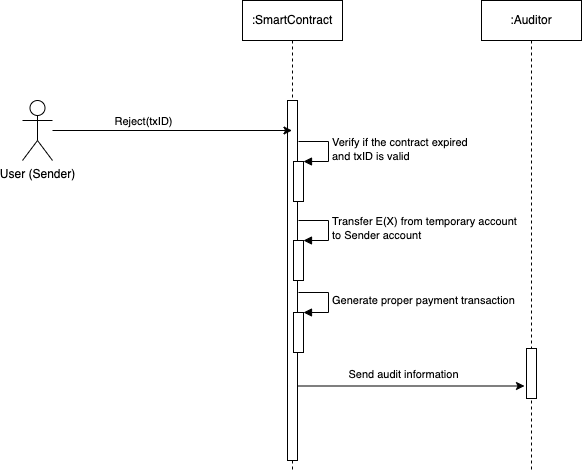 :SmartContract
:Auditor
Reject(txID)
User (Sender)
Verify if the contract expired
and txID is valid
Transfer E(X) from temporary account
to Sender account
Generate proper payment transaction
Send audit information